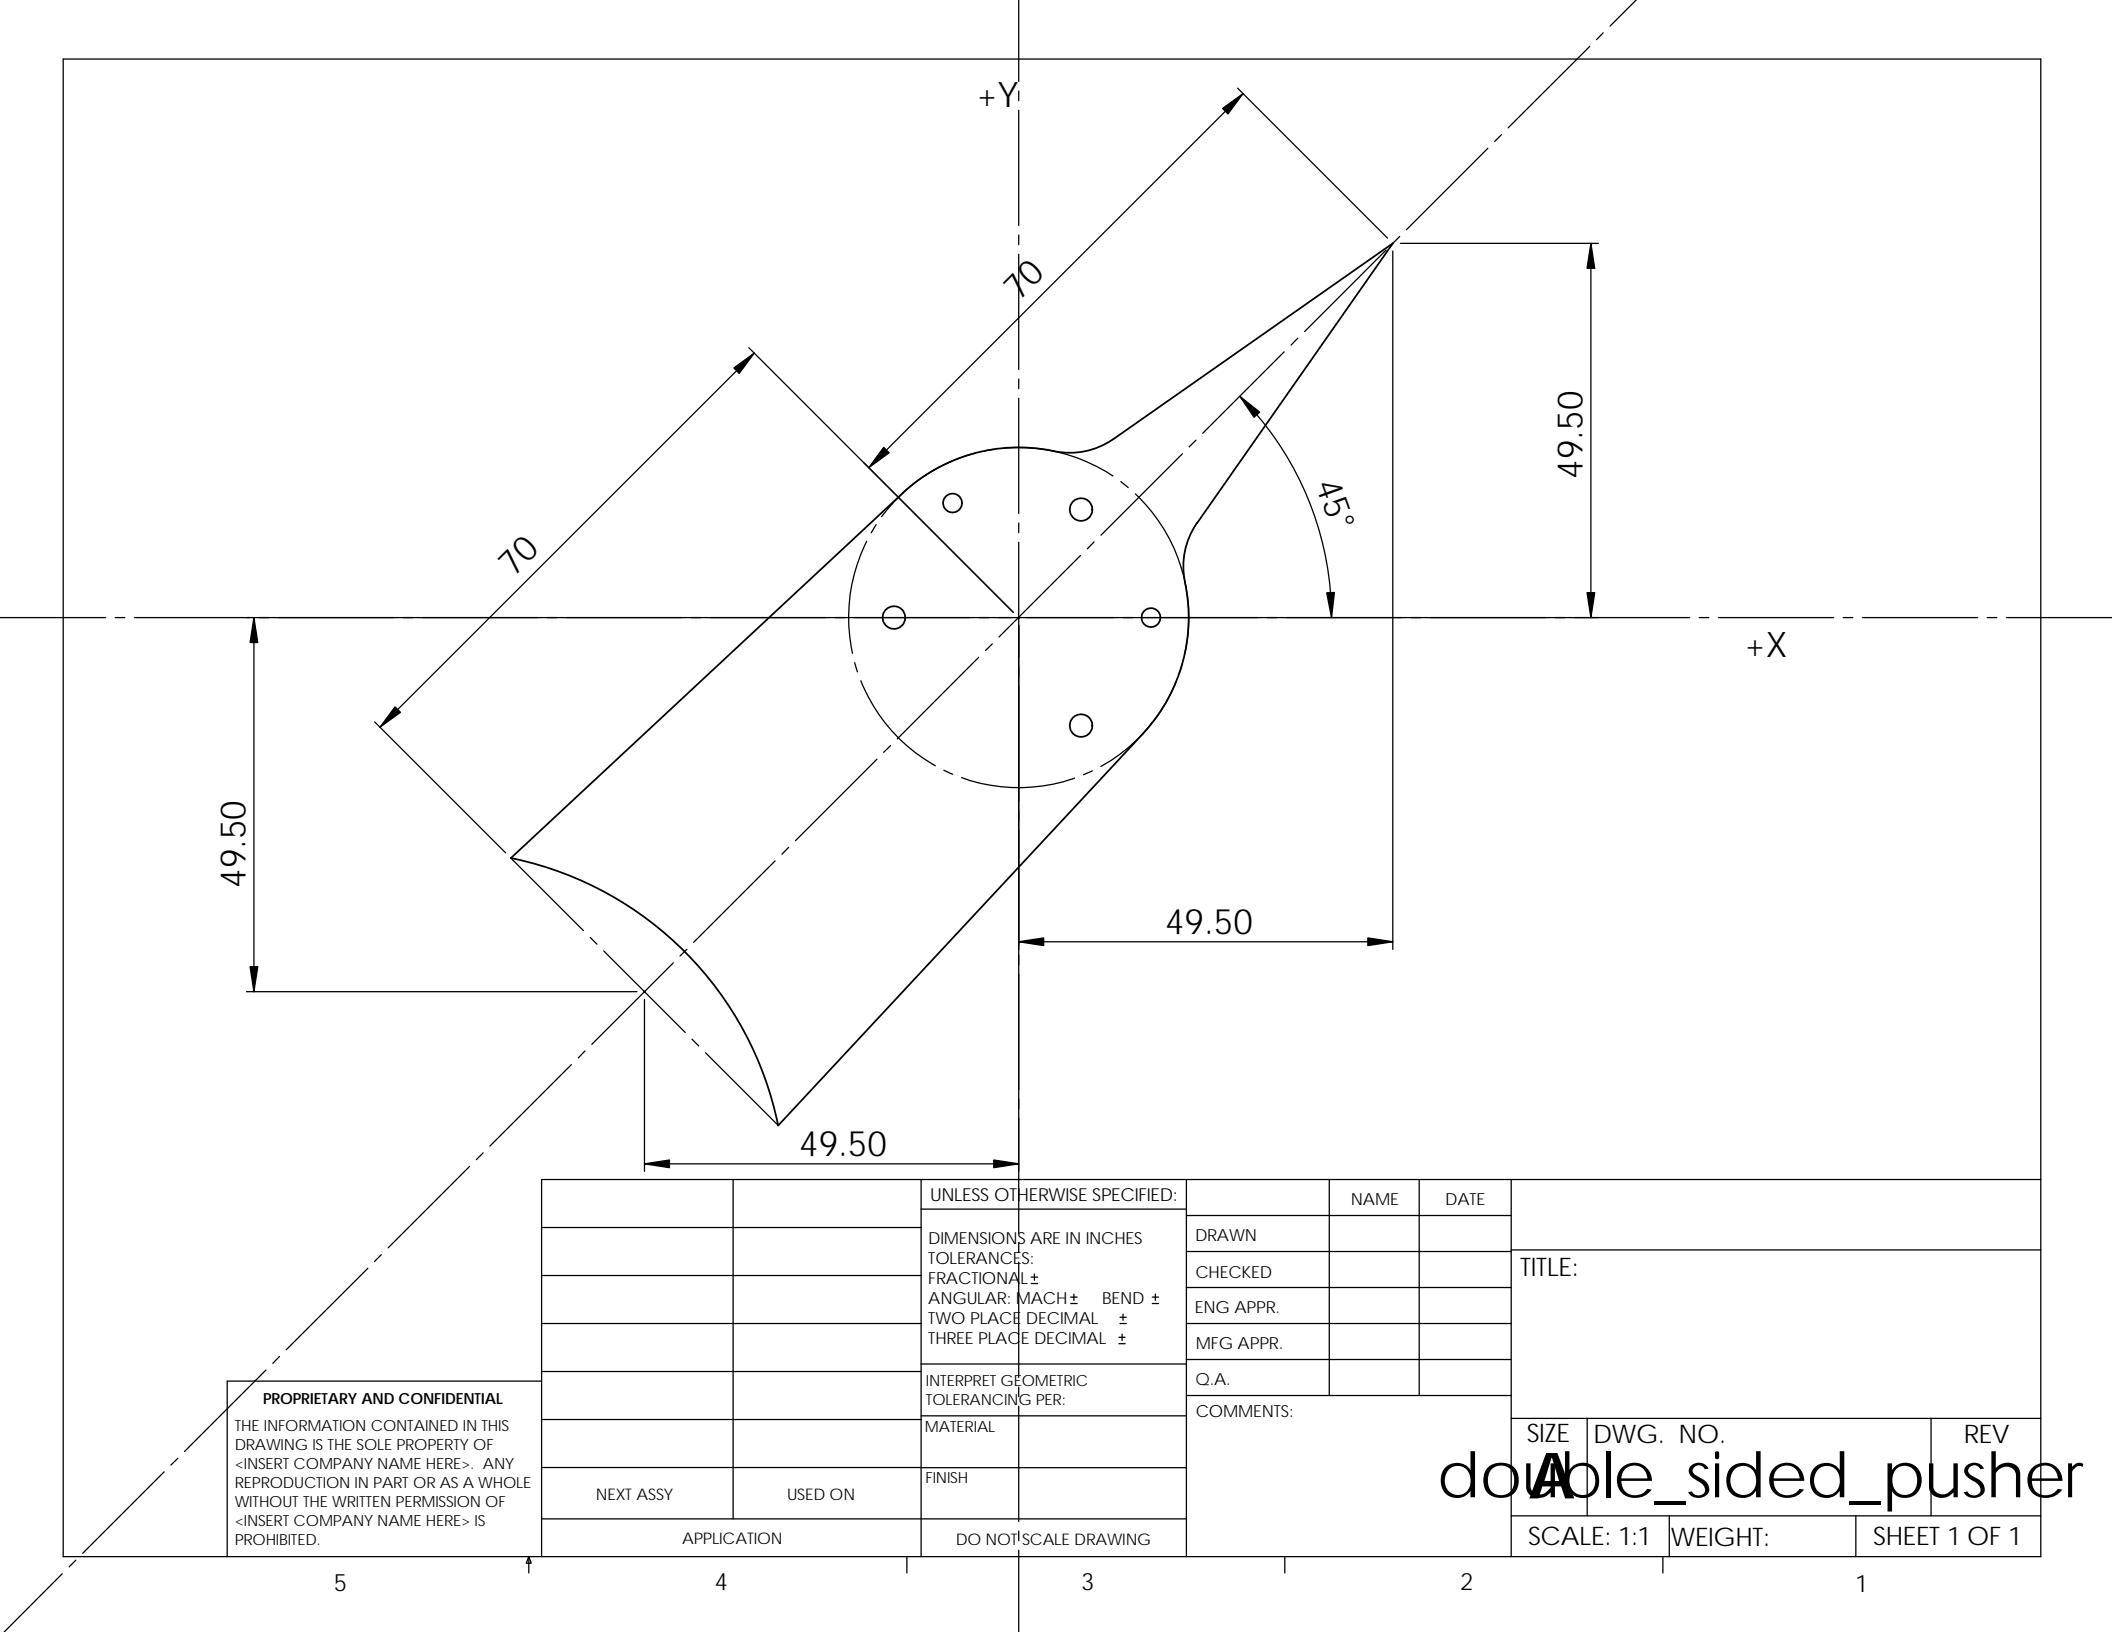 +Y
70
49.50
45°
70
+X
49.50
49.50
49.50
UNLESS OTHERWISE SPECIFIED:
DIMENSIONS ARE IN INCHES
TOLERANCES:
FRACTIONAL ±
ANGULAR: MACH ± BEND ±
TWO PLACE DECIMAL ±
THREE PLACE DECIMAL ±
INTERPRET GEOMETRIC
TOLERANCING PER:
MATERIAL
FINISH
DO NOT SCALE DRAWING
NAME DATE
DRAWN
CHECKED
ENG APPR.
MFG APPR.
Q.A.
COMMENTS:
TITLE:
SIZE DWG. NO. REV
A
double_sided_pusher
SCALE: 1:1 WEIGHT: SHEET 1 OF 1
PROPRIETARY AND CONFIDENTIAL
THE INFORMATION CONTAINED IN THIS
DRAWING IS THE SOLE PROPERTY OF
<INSERT COMPANY NAME HERE>. ANY
REPRODUCTION IN PART OR AS A WHOLE
WITHOUT THE WRITTEN PERMISSION OF
<INSERT COMPANY NAME HERE> IS
PROHIBITED.
NEXT ASSY USED ON
APPLICATION
5 4 3 2 1